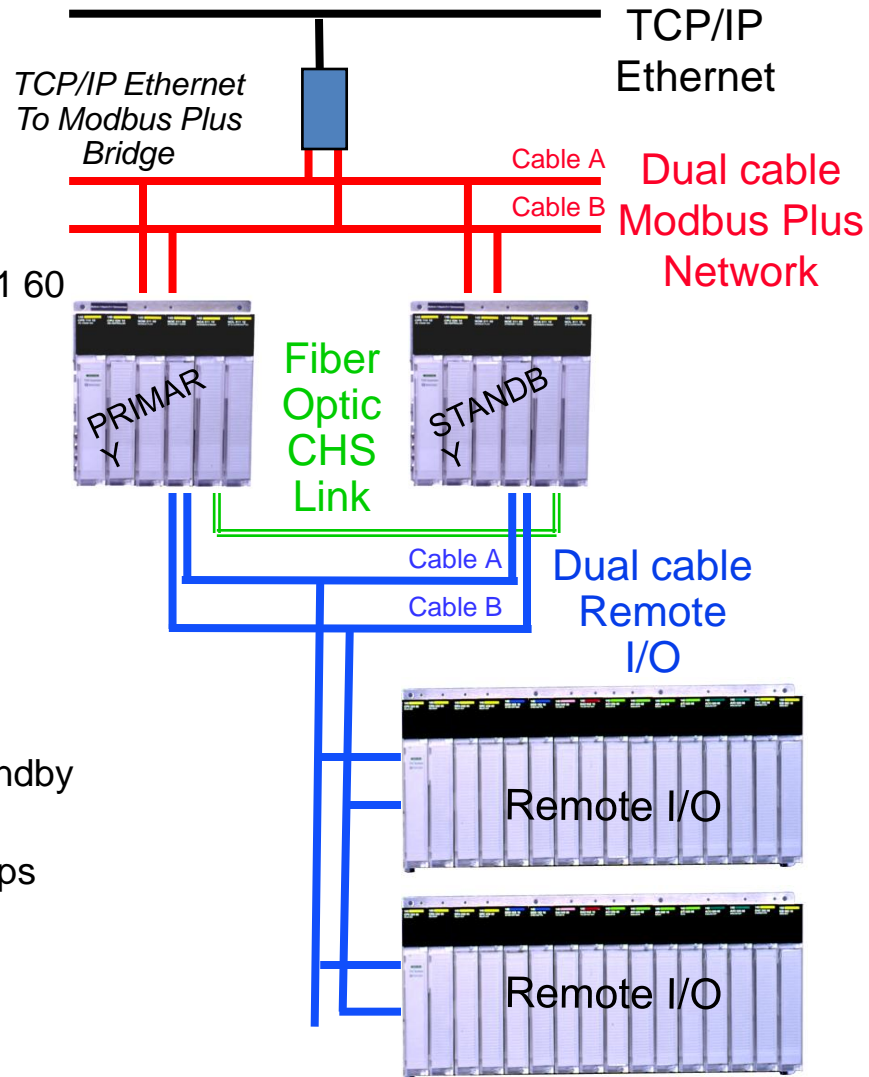 TCP/IP
Ethernet
TCP/IP Ethernet
To Modbus Plus
Bridge
Cable A
Cable B
Dual cable
Modbus Plus
Network
1 60
PRIMAR
Y
Fiber
Optic
CHS
Link
STANDB
Y
Cable A
Cable B
Dual cable
Remote
I/O
ndby
ps
Remote I/O
Remote I/O